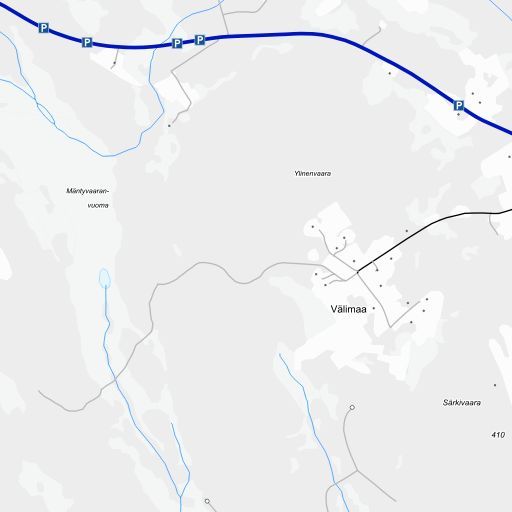 P
P
P
P
P
Ylinenvaara
Mäntyvaaran-
vuoma
Välimaa
Särkivaara
410